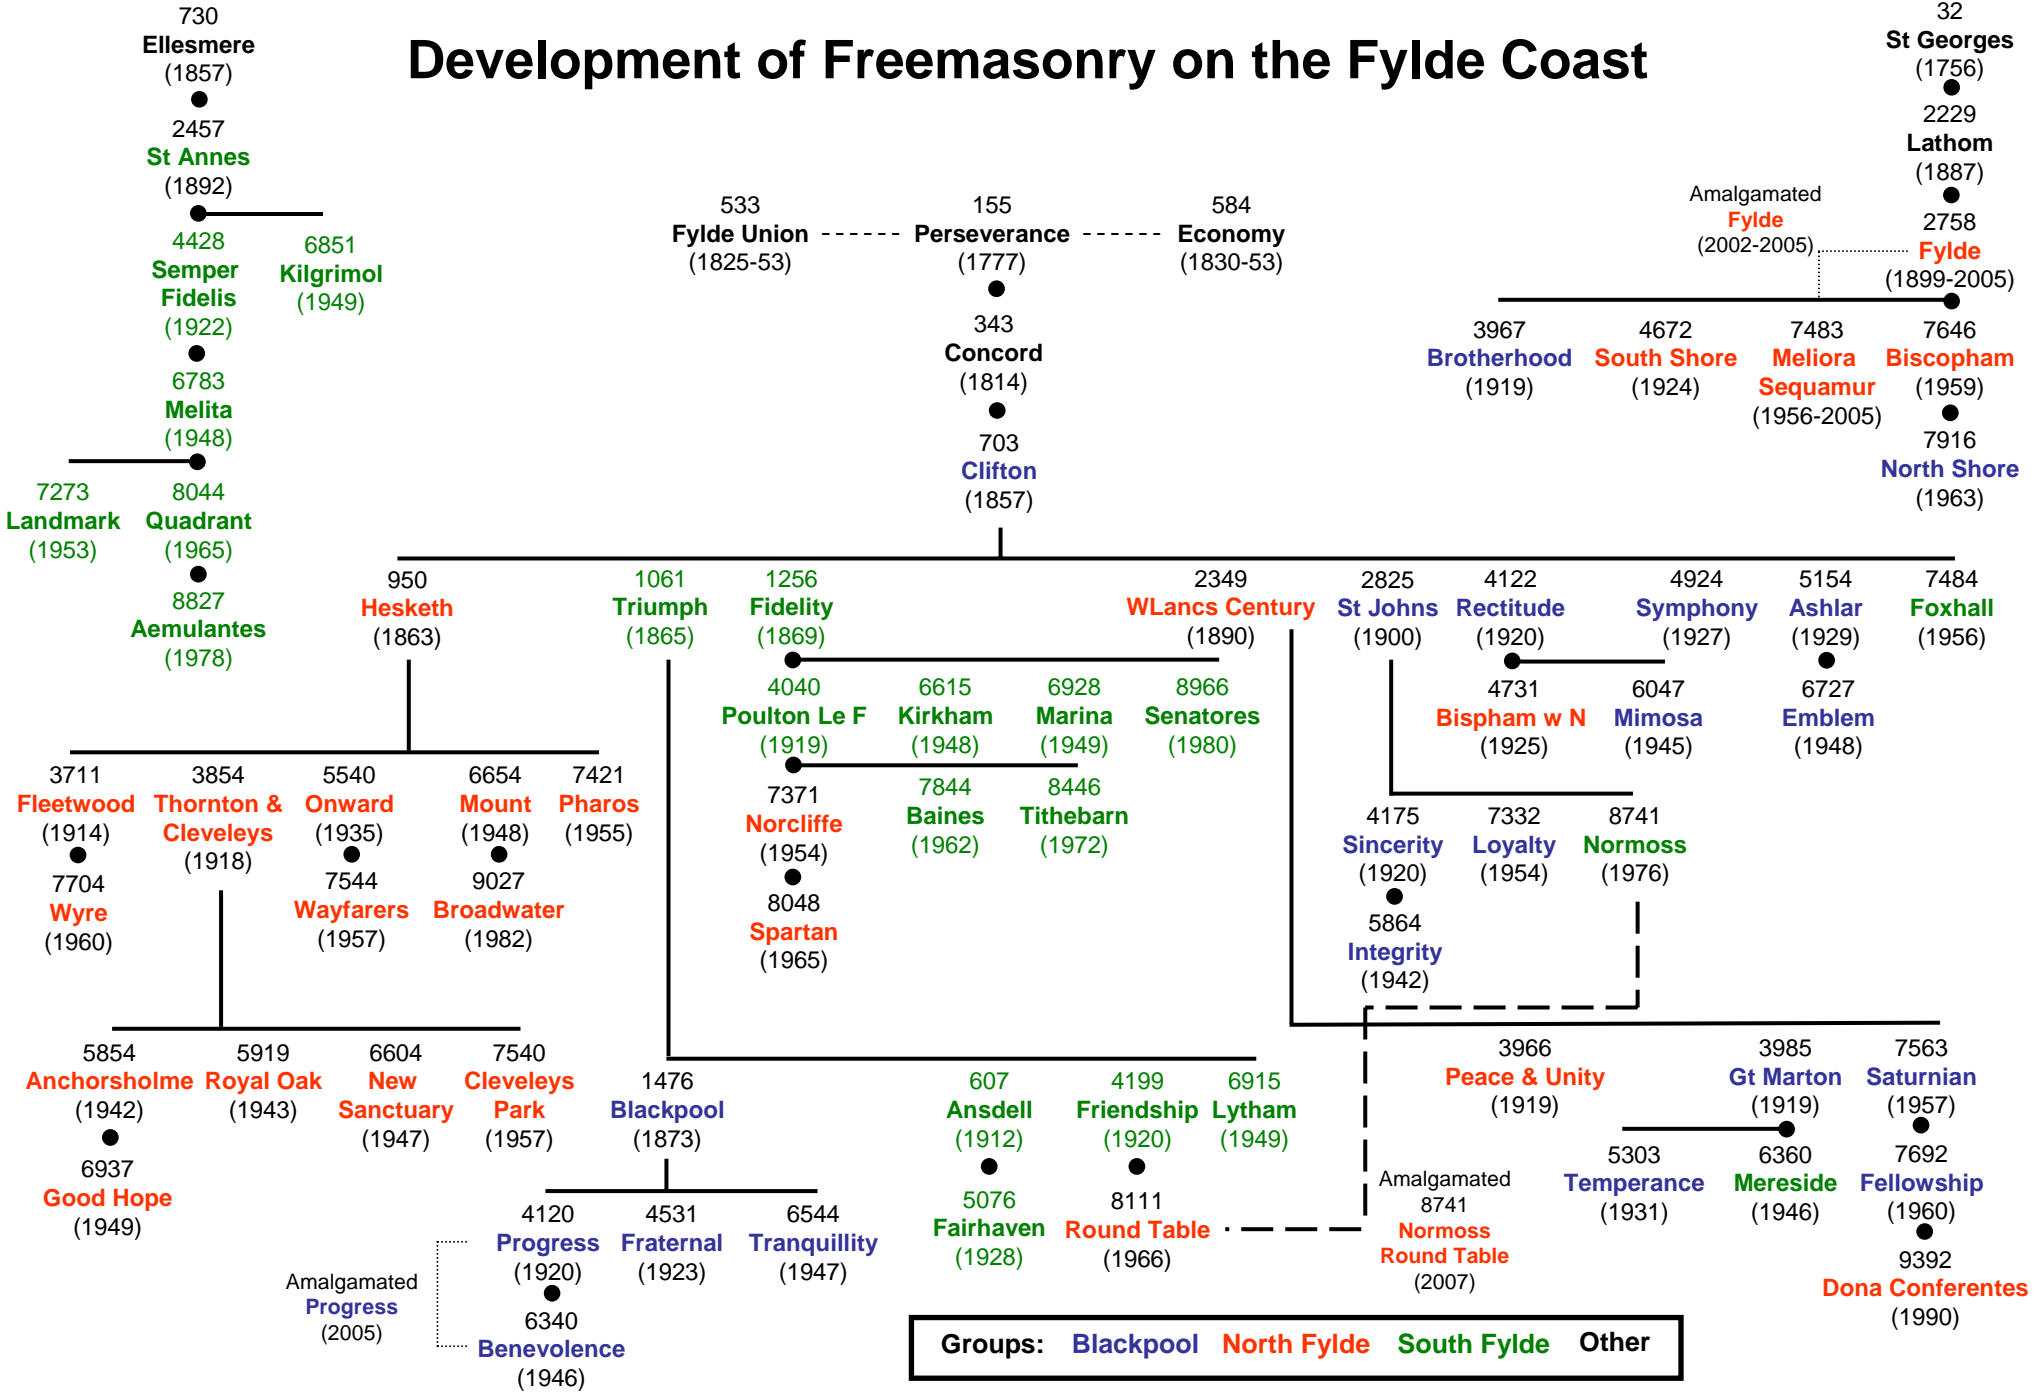 Development of Freemasonry on the Fylde Coast
730
Ellesmere
(1857)
2457
St Annes
(1892)
4428
Semper
Fidelis
(1922)
6851
Kilgrimol
(1949)
6783
Melita
(1948)
7273
Landmark
(1953)
8044
Quadrant
(1965)
8827
Aemulantes
(1978)
533
Fylde Union
(1825-53)
155
Perseverance
(1777)
584
Economy
(1830-53)
343
Concord
(1814)
703
Clifton
(1857)
32
St Georges
(1756)
2229
Lathom
(1887)
Amalgamated
Fylde
(2002-2005)
2758
Fylde
(1899-2005)
3967
Brotherhood
(1919)
4672
South Shore
(1924)
7483
Meliora
Sequamur
(1956-2005)
7646
Biscopham
(1959)
7916
North Shore
(1963)
950
Hesketh
(1863)
1061
Triumph
(1865)
1256
Fidelity
(1869)
2349
WLancs Century
(1890)
2825
St Johns
(1900)
4122
Rectitude
(1920)
4924
Symphony
(1927)
5154
Ashlar
(1929)
7484
Foxhall
(1956)
4040
Poulton Le F
(1919)
6615
Kirkham
(1948)
6928
Marina
(1949)
8966
Senatores
(1980)
4731
Bispham w N
(1925)
6047
Mimosa
(1945)
6727
Emblem
(1948)
3711
Fleetwood
(1914)
3854
Thornton &
Cleveleys
(1918)
5540
Onward
(1935)
6654
Mount
(1948)
7421
Pharos
(1955)
7371
Norcliffe
(1954)
7844
Baines
(1962)
8446
Tithebarn
(1972)
4175
Sincerity
(1920)
7332
Loyalty
(1954)
8741
Normoss
(1976)
7704
Wyre
(1960)
7544
Wayfarers
(1957)
9027
Broadwater
(1982)
8048
Spartan
(1965)
5864
Integrity
(1942)
5854
Anchorsholme
(1942)
5919
Royal Oak
(1943)
6604
New
Sanctuary
(1947)
7540
Cleveleys
Park
(1957)
1476
Blackpool
(1873)
607
Ansdell
(1912)
4199
Friendship
(1920)
6915
Lytham
(1949)
3966
Peace & Unity
(1919)
3985
Gt Marton
(1919)
7563
Saturnian
(1957)
6937
Good Hope
(1949)
4120
Progress
(1920)
4531
Fraternal
(1923)
6544
Tranquillity
(1947)
5076
Fairhaven
(1928)
8111
Round Table
(1966)
Amalgamated
8741
Normoss
Round Table
(2007)
5303
Temperance
(1931)
6360
Mereside
(1946)
7692
Fellowship
(1960)
Amalgamated
Progress
(2005)
6340
Benevolence
(1946)
9392
Dona Conferentes
(1990)
Groups: Blackpool North Fylde South Fylde Other